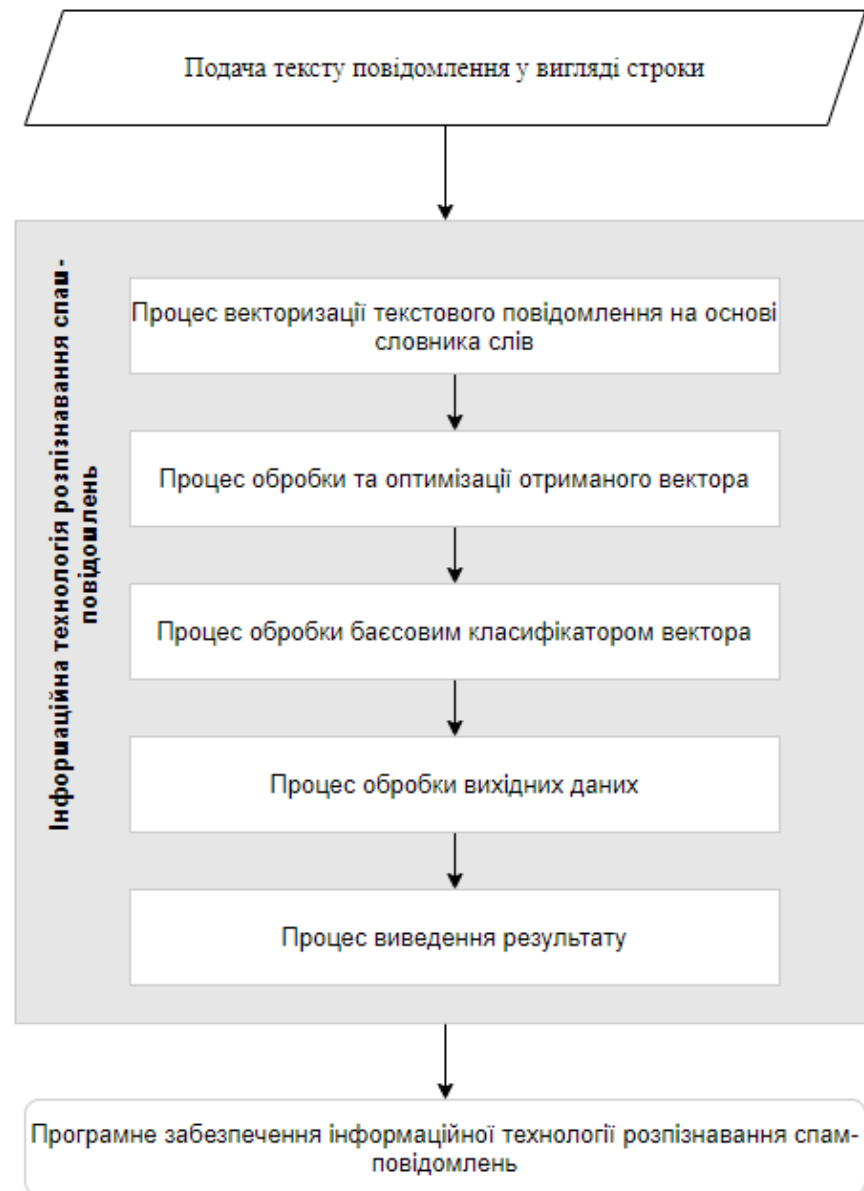 Подача тексту повідомлення у вигляді строки
Інформаційна технологія розпізнавання спам-
повідомлень
Процес векторизації текстового повідомлення на основі
словника слів
Процес обробки та оптимізації отриманого вектора
Процес обробки баєсовим класифікатором вектора
Процес обробки вихідних даних
Процес виведення результату
Програмне забезпечення інформаційної технології розпізнавання спам-
повідомлень